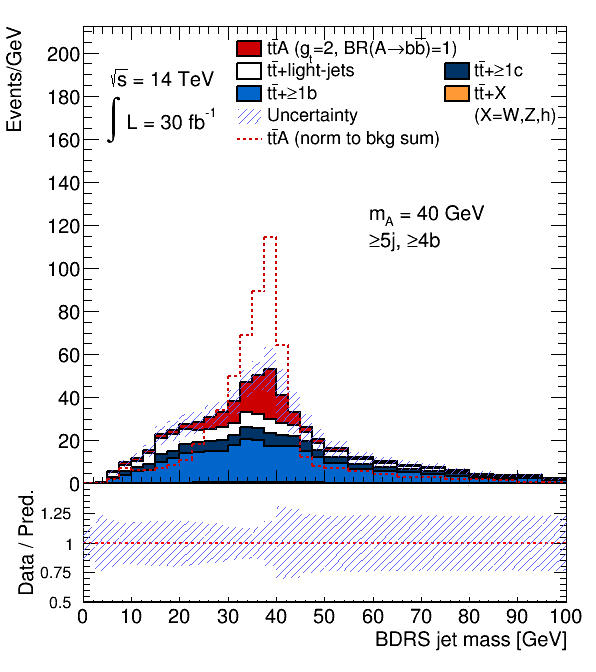 Events/GeV
200
180
160
140
120
100
80
60
40
20
0
√s = 14 TeV
∫ L = 30 fb⁻¹
tt̄A (gₜ=2, BR(A→bb̄)=1)
tt̄+light-jets
tt̄+≥1c
tt̄+≥1b
tt̄+X
Uncertainty
(X=W,Z,h)
tt̄A (norm to bkg sum)
m_A = 40 GeV
≥5j, ≥4b
Data / Pred.
1.25
1
0.75
0.5
0 10 20 30 40 50 60 70 80 90 100
BDRS jet mass [GeV]